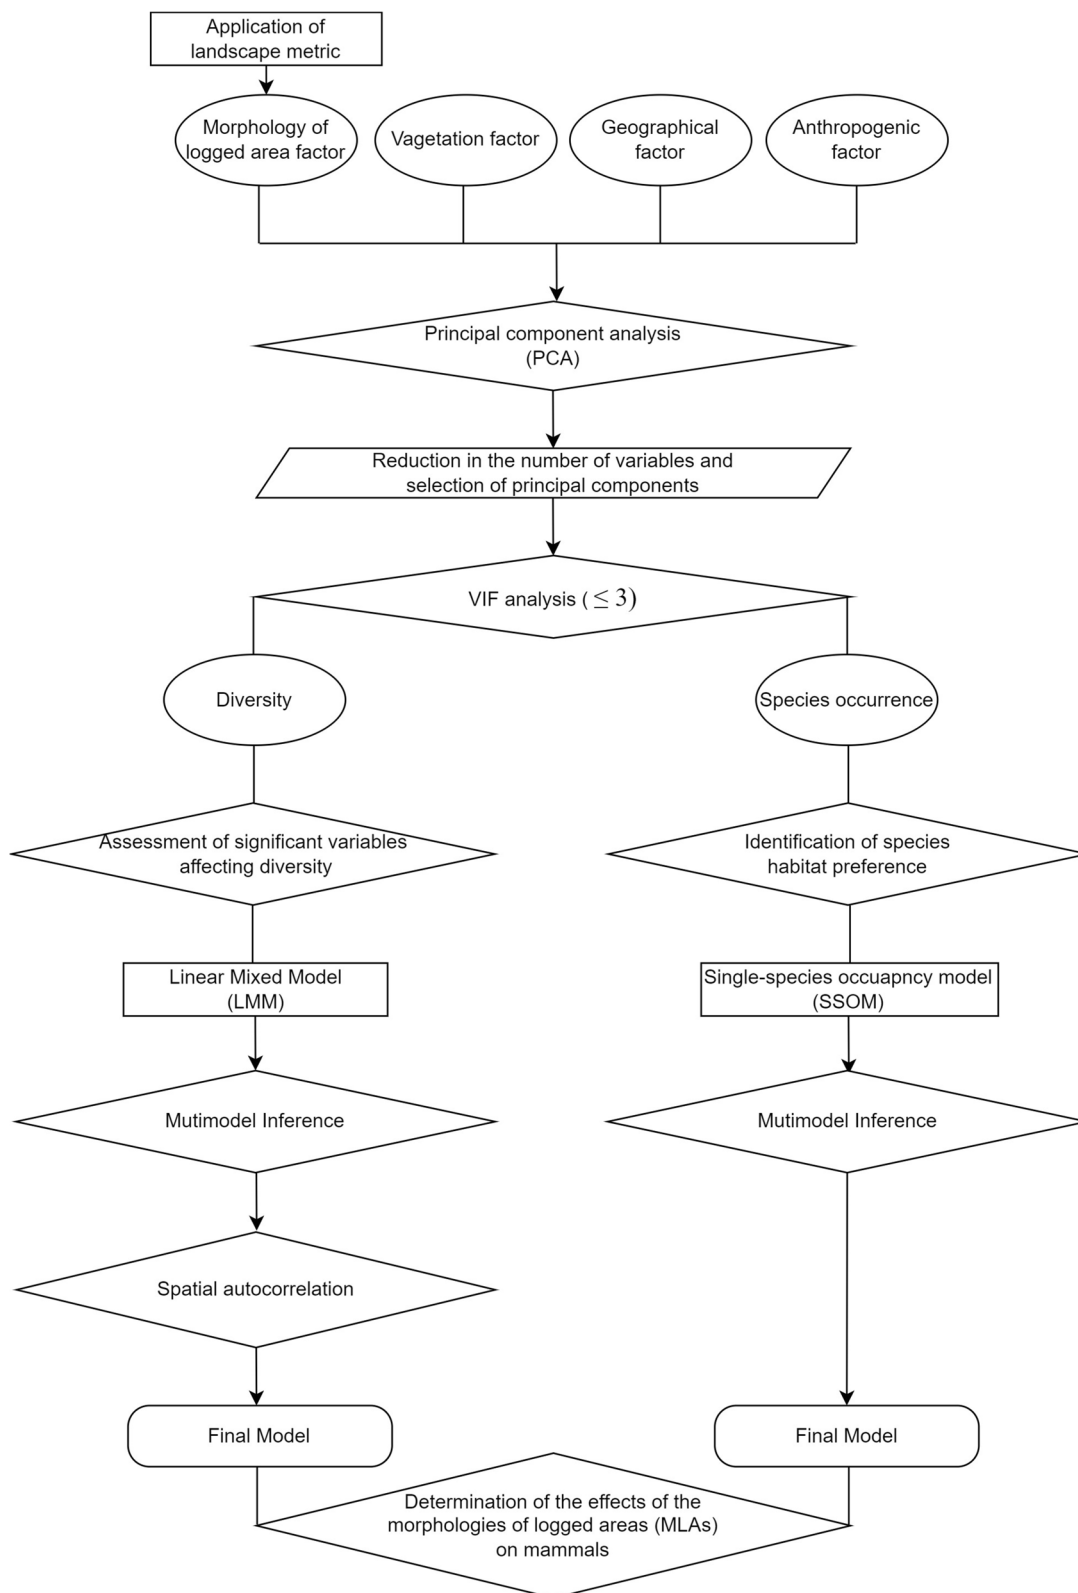 Application of
landscape metric
Morphology of
logged area factor
Vagetation factor
Geographical
factor
Anthropogenic
factor
Principal component analysis
(PCA)
Reduction in the number of variables and
selection of principal components
VIF analysis ( ≤ 3)
Diversity
Species occurrence
Assessment of significant variables
affecting diversity
Identification of species
habitat preference
Linear Mixed Model
(LMM)
Single-species occuapncy model
(SSOM)
Mutimodel Inference
Mutimodel Inference
Spatial autocorrelation
Final Model
Final Model
Determination of the effects of the
morphologies of logged areas (MLAs)
on mammals